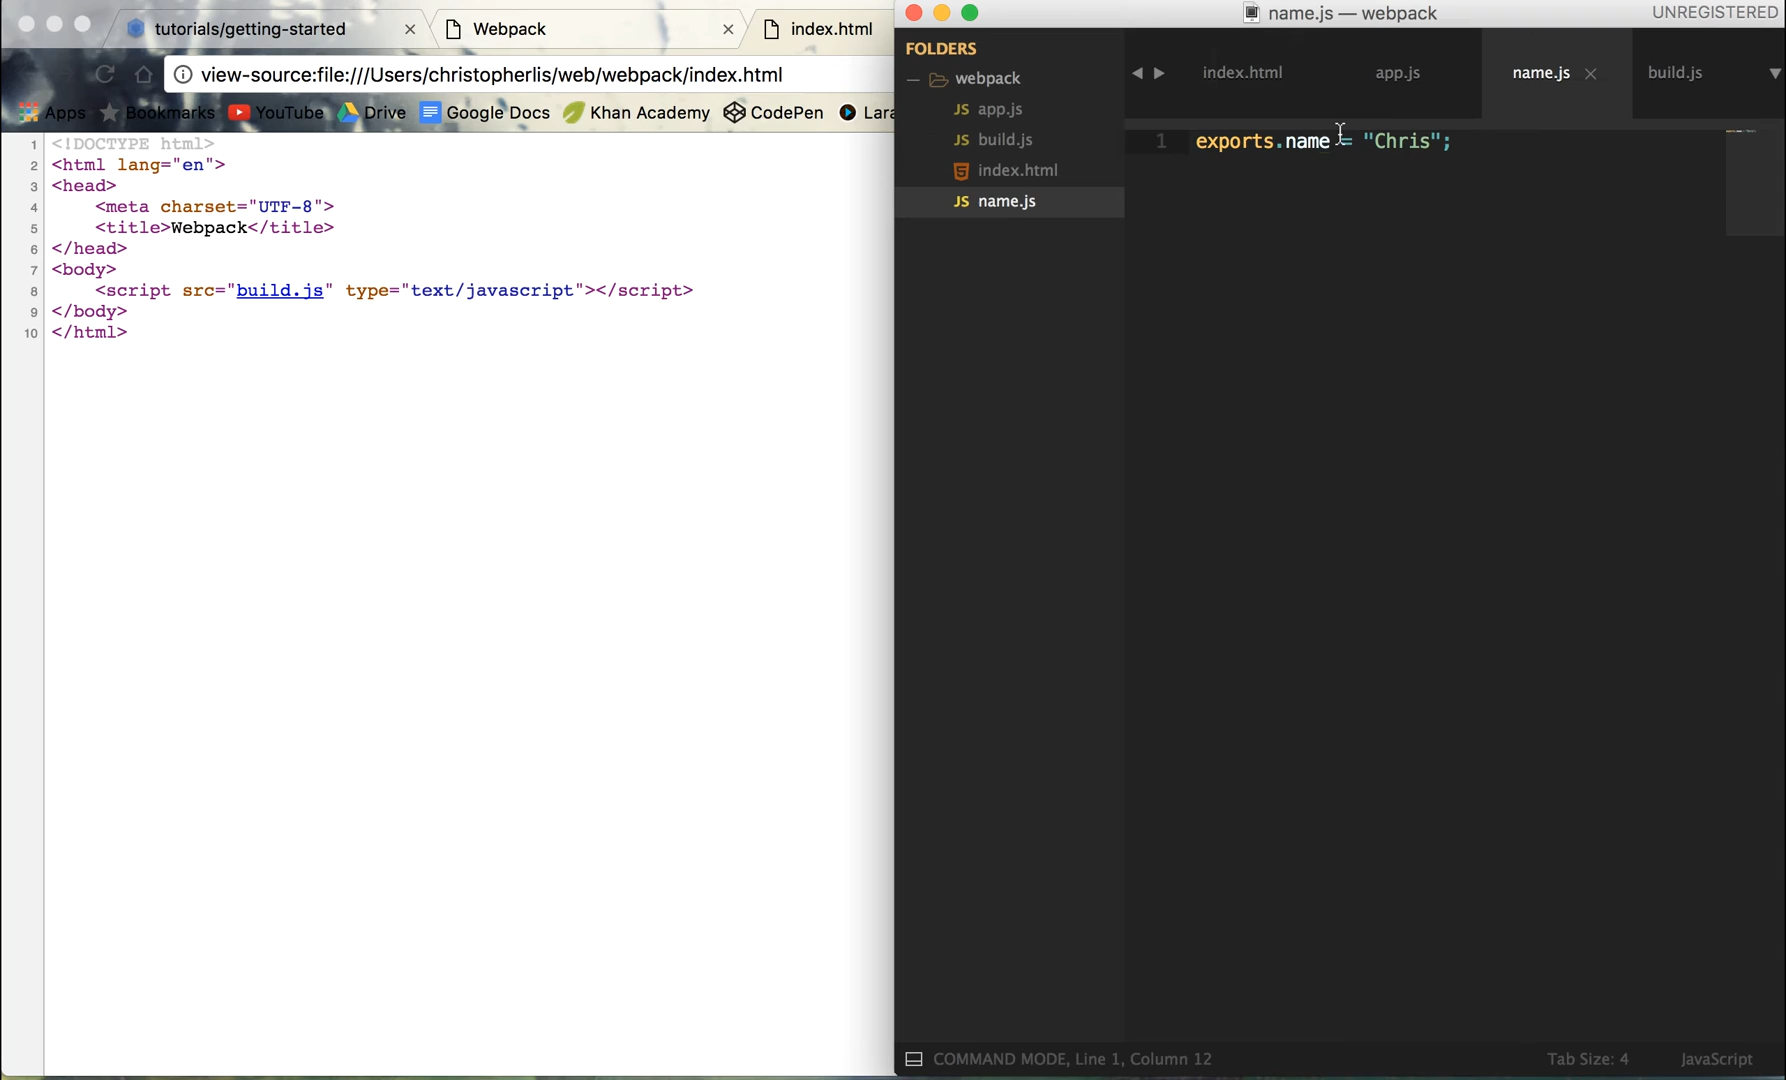 tutorials/getting-started
Webpack
index.html
view-source:file:///Users/christopherlis/web/webpack/index.html
Apps Bookmarks YouTube Drive Google Docs Khan Academy CodePen Lara
1 <!DOCTYPE html>
2 <html lang="en">
3 <head>
4 <meta charset="UTF-8">
5 <title>Webpack</title>
6 </head>
7 <body>
8 <script src="build.js" type="text/javascript"></script>
9 </body>
10 </html>
name.js — webpack
UNREGISTERED
FOLDERS
webpack
JS app.js
JS build.js
index.html
JS name.js
index.html app.js name.js build.js
1 exports.name = "Chris";
COMMAND MODE, Line 1, Column 12
Tab Size: 4
JavaScript